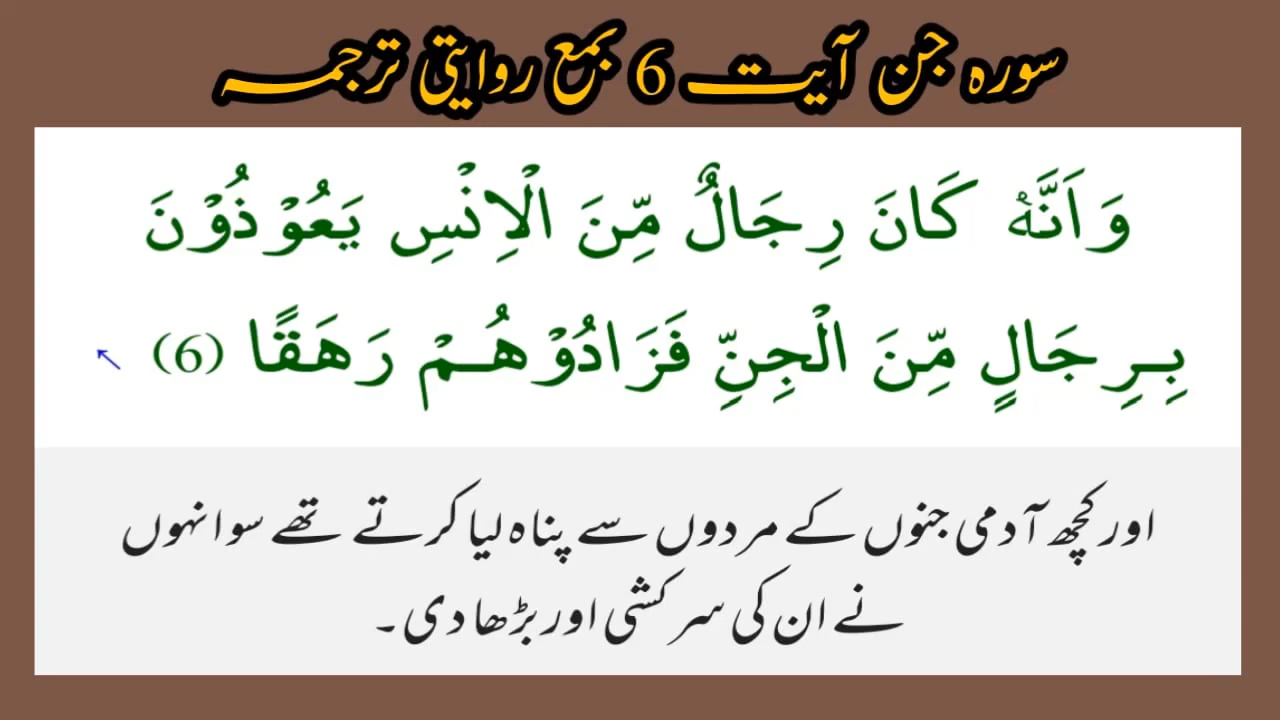 سورہ جن آیت 6 بمع روایتی ترجمہ
وَ اَنَّهٗ كَانَ رِجَالٌ مِّنَ الْاِنْسِ يَعُوْذُوْنَ
بِرِجَالٍ مِّنَ الْجِنِّ فَزَادُوْهُمْ رَهَقًا (6)
اور کچھ آدمی جنوں کے مردوں سے پناہ لیا کرتے تھے سو انہوں
نے ان کی سرکشی اور بڑھا دی۔